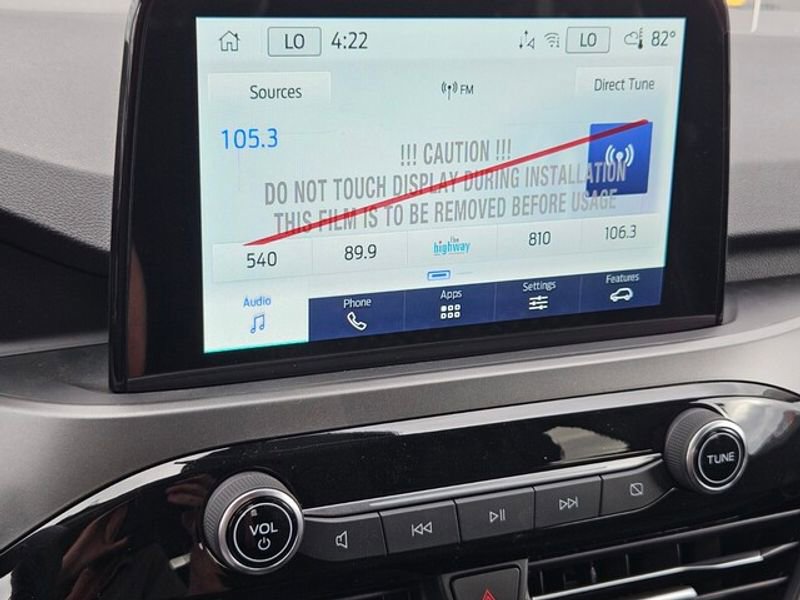 LO 4:22 LO 82°
Sources FM Direct Tune
105.3
!!! CAUTION !!!
DO NOT TOUCH DISPLAY DURING INSTALLATION
THIS FILM IS TO BE REMOVED BEFORE USAGE
540 89.9 the highway 810 106.3
Audio Phone Apps Settings Features
VOL TUNE